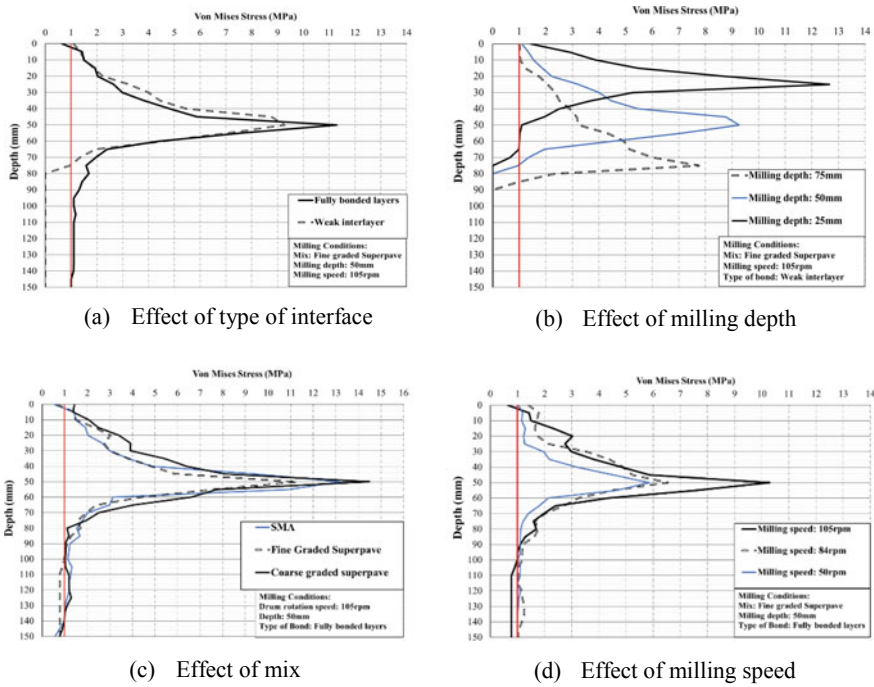 Von Mises Stress (MPa)
0 1 2 3 4 5 6 7 8 9 10 11 12 13 14
0
10
20
30
40
50
60
70
80
90
100
110
120
130
140
150
Depth (mm)
Fully bonded layers
Weak interlayer
Milling Conditions:
Mix: Fine graded Superpave
Milling depth: 50mm
Milling speed: 105rpm
(a) Effect of type of interface
Von Mises Stress (MPa)
0 1 2 3 4 5 6 7 8 9 10 11 12 13 14
0
10
20
30
40
50
60
70
80
90
100
110
120
130
140
150
Depth (mm)
Milling depth: 75mm
Milling depth: 50mm
Milling depth: 25mm
Milling Conditions:
Mix: Fine graded Superpave
Milling speed: 105rpm
Type of bond: Weak interlayer
(b) Effect of milling depth
Von Mises Stress (MPa)
0 1 2 3 4 5 6 7 8 9 10 11 12 13 14 15 16
0
10
20
30
40
50
60
70
80
90
100
110
120
130
140
150
Depth (mm)
SMA
Fine Graded Superpave
Coarse graded superpave
Milling Conditions:
Drum rotation speed: 105rpm
Depth: 50mm
Type of Bond: Fully bonded layers
(c) Effect of mix
Von Mises Stress (MPa)
0 1 2 3 4 5 6 7 8 9 10 11 12 13 14
0
10
20
30
40
50
60
70
80
90
100
110
120
130
140
150
Depth (mm)
Milling speed: 105rpm
Milling speed: 84rpm
Milling speed: 50rpm
Milling Conditions:
Mix: Fine graded Superpave
Milling depth: 50mm
Type of Bond: Fully bonded layers
(d) Effect of milling speed